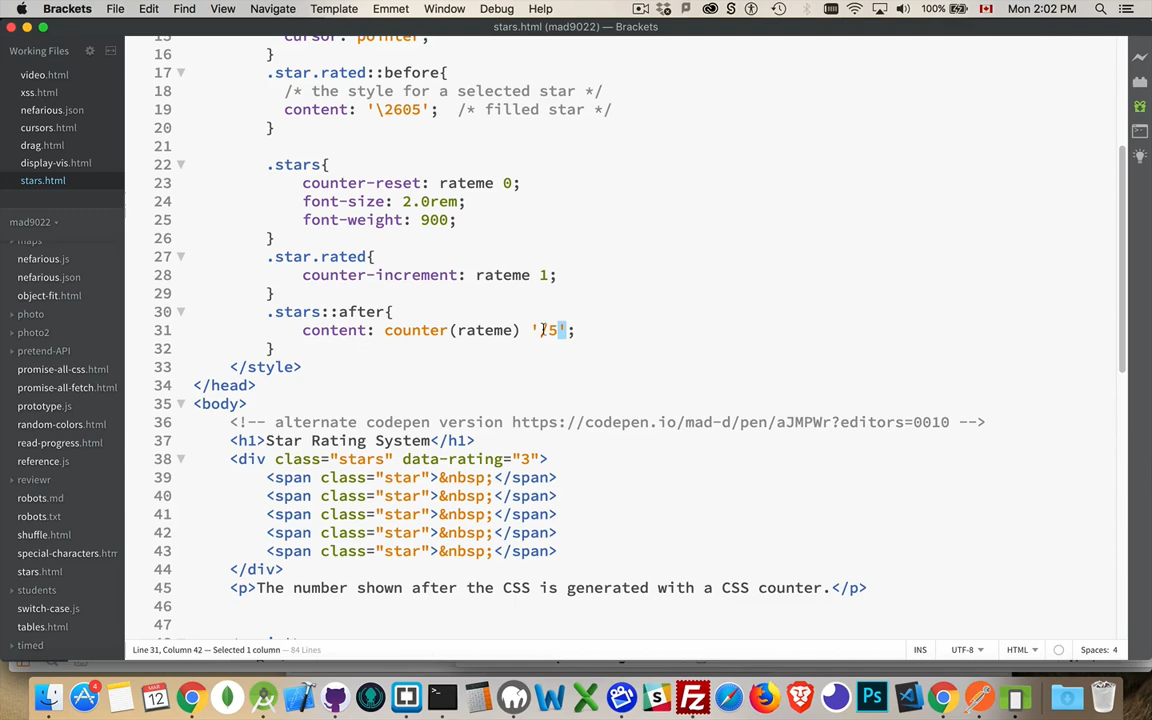 Brackets File Edit Find View Navigate Template Emmet Window Debug Help 100% Mon 2:02 PM
stars.html (mad9022) — Brackets
Working Files
video.html
xss.html
nefarious.json
cursors.html
drag.html
display-vis.html
stars.html
mad9022
maps
nefarious.js
nefarious.json
object-fit.html
photo
photo2
pretend-API
promise-all-css.html
promise-all-fetch.html
prototype.js
random-colors.html
read-progress.html
reference.js
reviewr
robots.md
robots.txt
shuffle.html
special-characters.htm
stars.html
students
switch-case.js
tables.html
timed
15 cursor: pointer;
16 }
17 .star.rated::before{
18 /* the style for a selected star */
19 content: '\2605'; /* filled star */
20 }
21
22 .stars{
23 counter-reset: rateme 0;
24 font-size: 2.0rem;
25 font-weight: 900;
26 }
27 .star.rated{
28 counter-increment: rateme 1;
29 }
30 .stars::after{
31 content: counter(rateme) '/5';
32 }
33 </style>
34 </head>
35 <body>
36 <!-- alternate codepen version https://codepen.io/mad-d/pen/aJMPWr?editors=0010 -->
37 <h1>Star Rating System</h1>
38 <div class="stars" data-rating="3">
39 <span class="star">&nbsp;</span>
40 <span class="star">&nbsp;</span>
41 <span class="star">&nbsp;</span>
42 <span class="star">&nbsp;</span>
43 <span class="star">&nbsp;</span>
44 </div>
45 <p>The number shown after the CSS is generated with a CSS counter.</p>
46
47
Line 31, Column 42 — Selected 1 column — 84 Lines INS UTF-8 HTML Spaces: 4
4 MAR 12 Ps